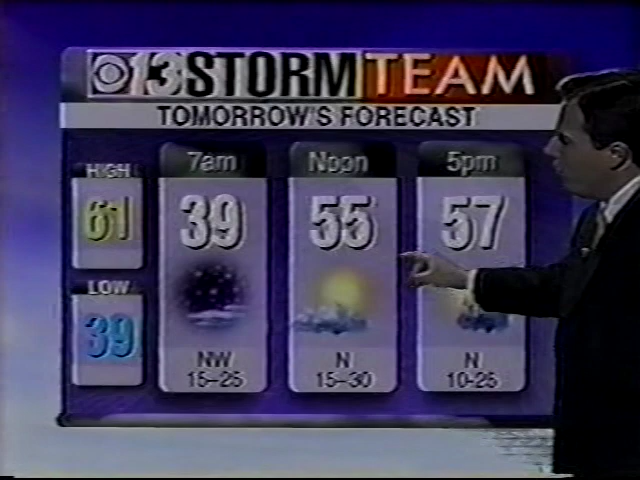 13 STORM TEAM
TOMORROW'S FORECAST
HIGH
61
LOW
39
7am
39
NW
15-25
Noon
55
N
15-30
5pm
57
N
10-25